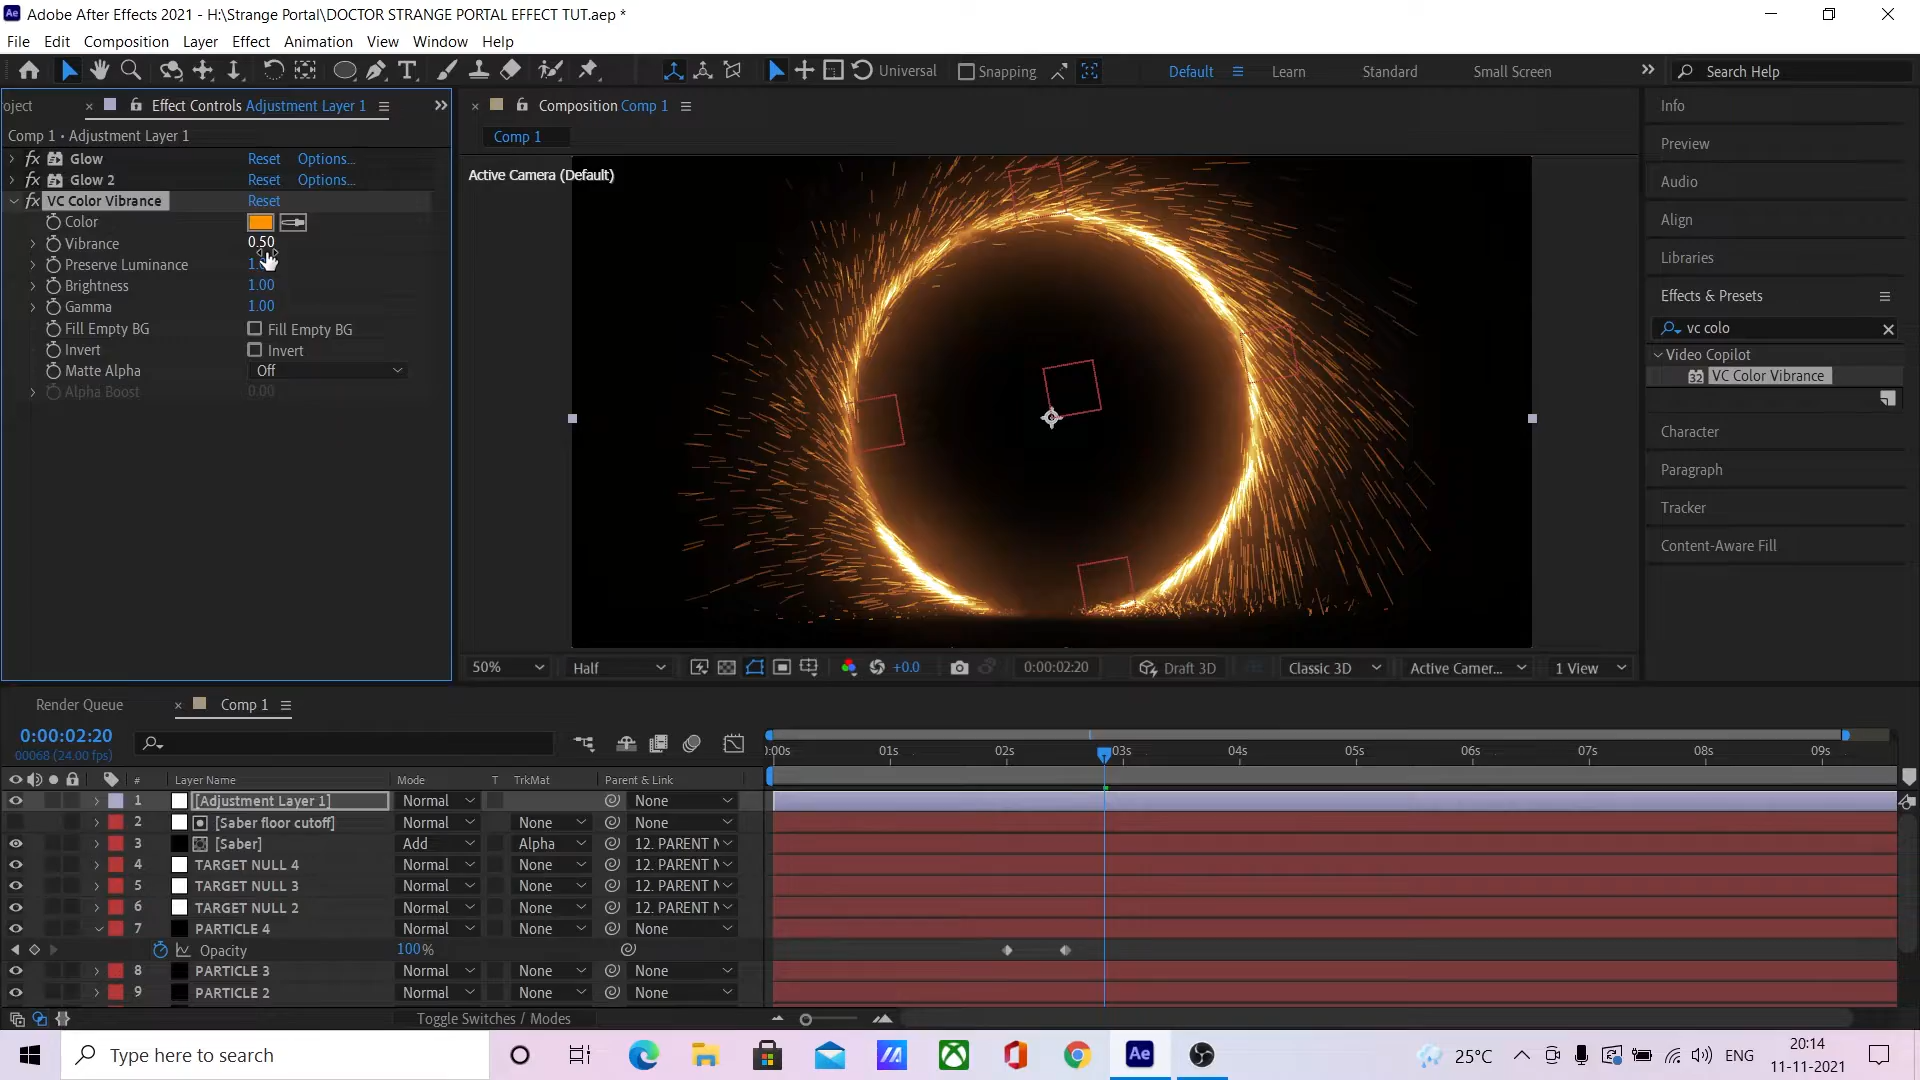 Adobe After Effects 2021 - H:\Strange Portal\DOCTOR STRANGE PORTAL EFFECT TUT.aep *
File Edit Composition Layer Effect Animation View Window Help
Universal Snapping Default Learn Standard Small Screen Search Help
oject Effect Controls Adjustment Layer 1
Comp 1 • Adjustment Layer 1
fx Glow Reset Options...
fx Glow 2 Reset Options...
fx VC Color Vibrance Reset
Color
Vibrance 0.50
Preserve Luminance
Brightness 1.00
Gamma 1.00
Fill Empty BG Fill Empty BG
Invert Invert
Matte Alpha Off
Alpha Boost 0.00
Composition Comp 1
Comp 1
Active Camera (Default)
50% Half +0.0 0:00:02:20 Draft 3D Classic 3D Active Camer... 1 View
Info
Preview
Audio
Align
Libraries
Effects & Presets
vc colo
Video Copilot
32 VC Color Vibrance
Character
Paragraph
Tracker
Content-Aware Fill
Render Queue Comp 1
0:00:02:20
00068 (24.00 fps)
):00s 01s 02s 03s 04s 05s 06s 07s 08s 09s
# Layer Name Mode T TrkMat Parent & Link
1 [Adjustment Layer 1] Normal None
2 [Saber floor cutoff] Normal None None
3 [Saber] Add Alpha 12. PARENT N
4 TARGET NULL 4 Normal None 12. PARENT N
5 TARGET NULL 3 Normal None 12. PARENT N
6 TARGET NULL 2 Normal None 12. PARENT N
7 PARTICLE 4 Normal None None
Opacity 100%
8 PARTICLE 3 Normal None None
9 PARTICLE 2 Normal None None
Toggle Switches / Modes
Type here to search
Ae
25°C ENG
20:14
11-11-2021